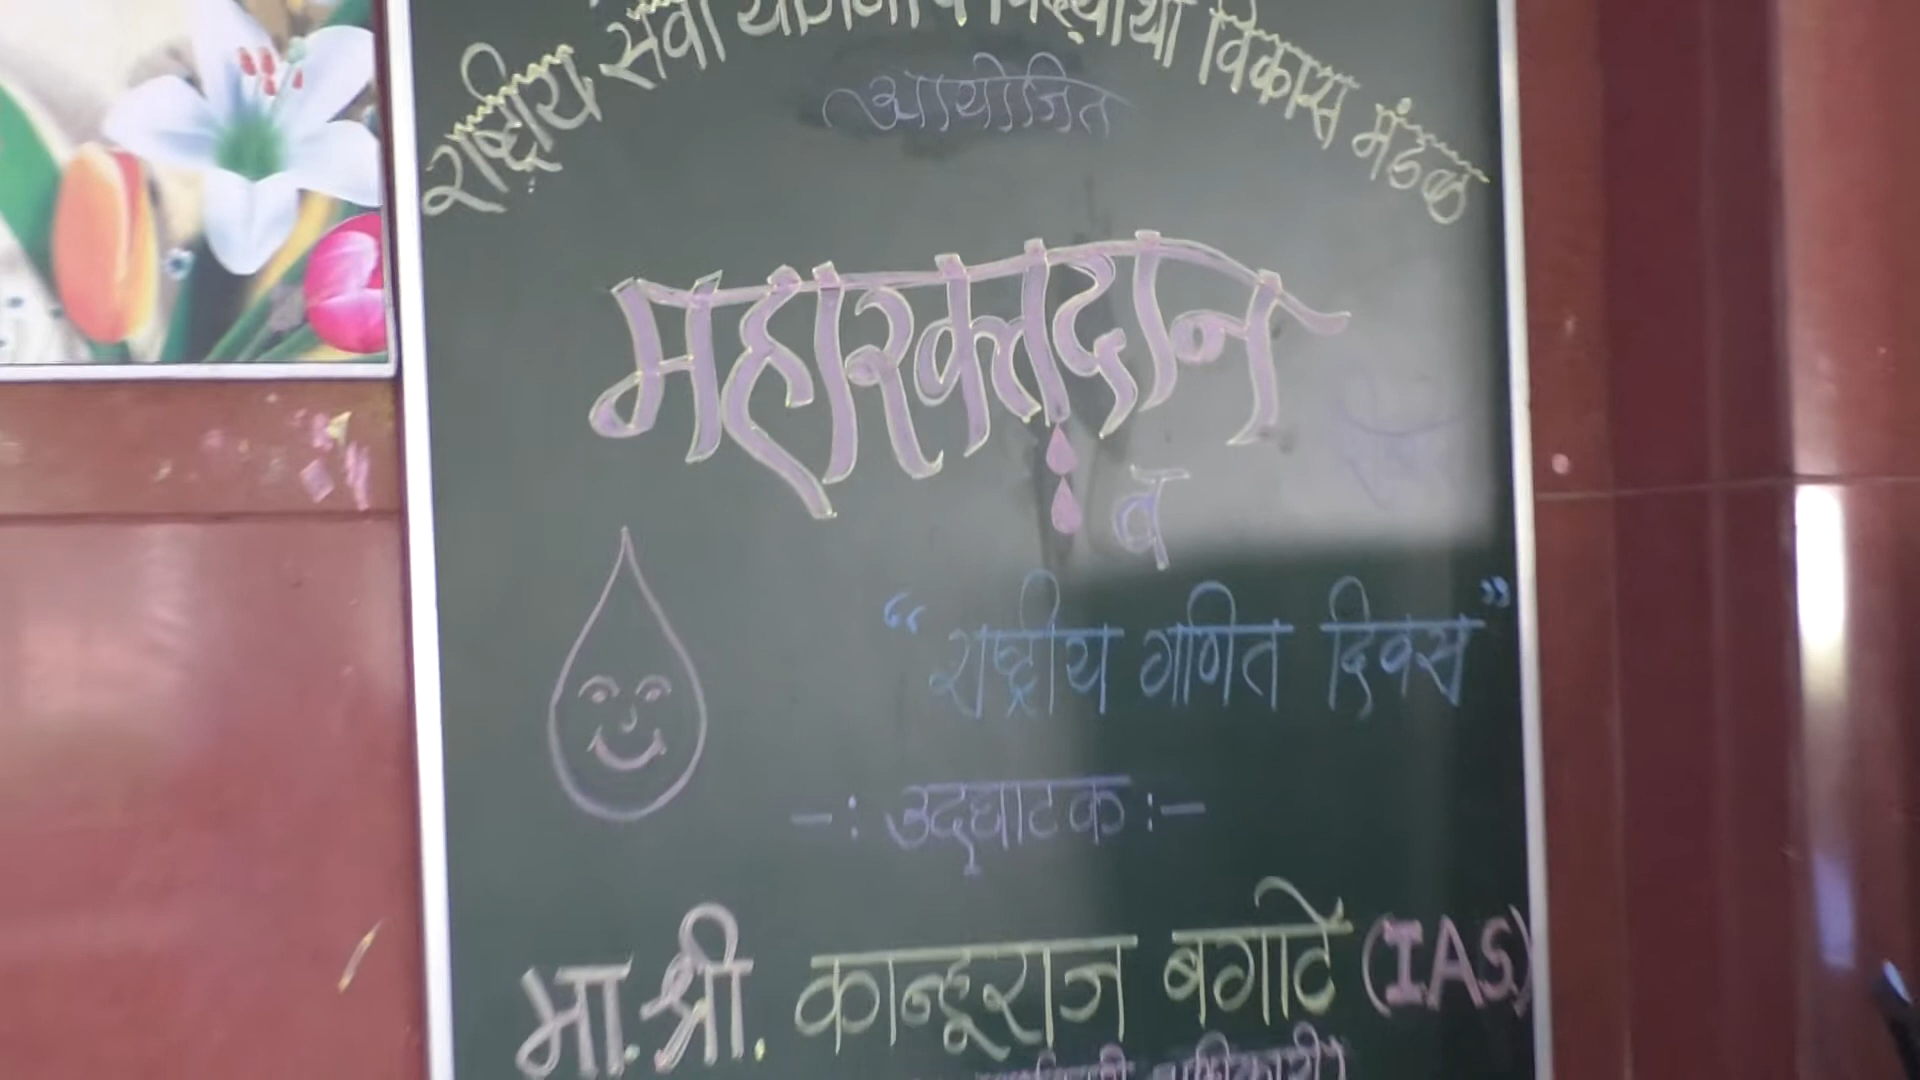 राष्ट्रीय सेवा योजना व विद्यार्थी विकास मंडळ
आयोजित
महारक्तदान
व
“राष्ट्रीय गणित दिवस”
-: उद्घाटक :-
मा. श्री. कान्हूराज बगाटे (IAS)